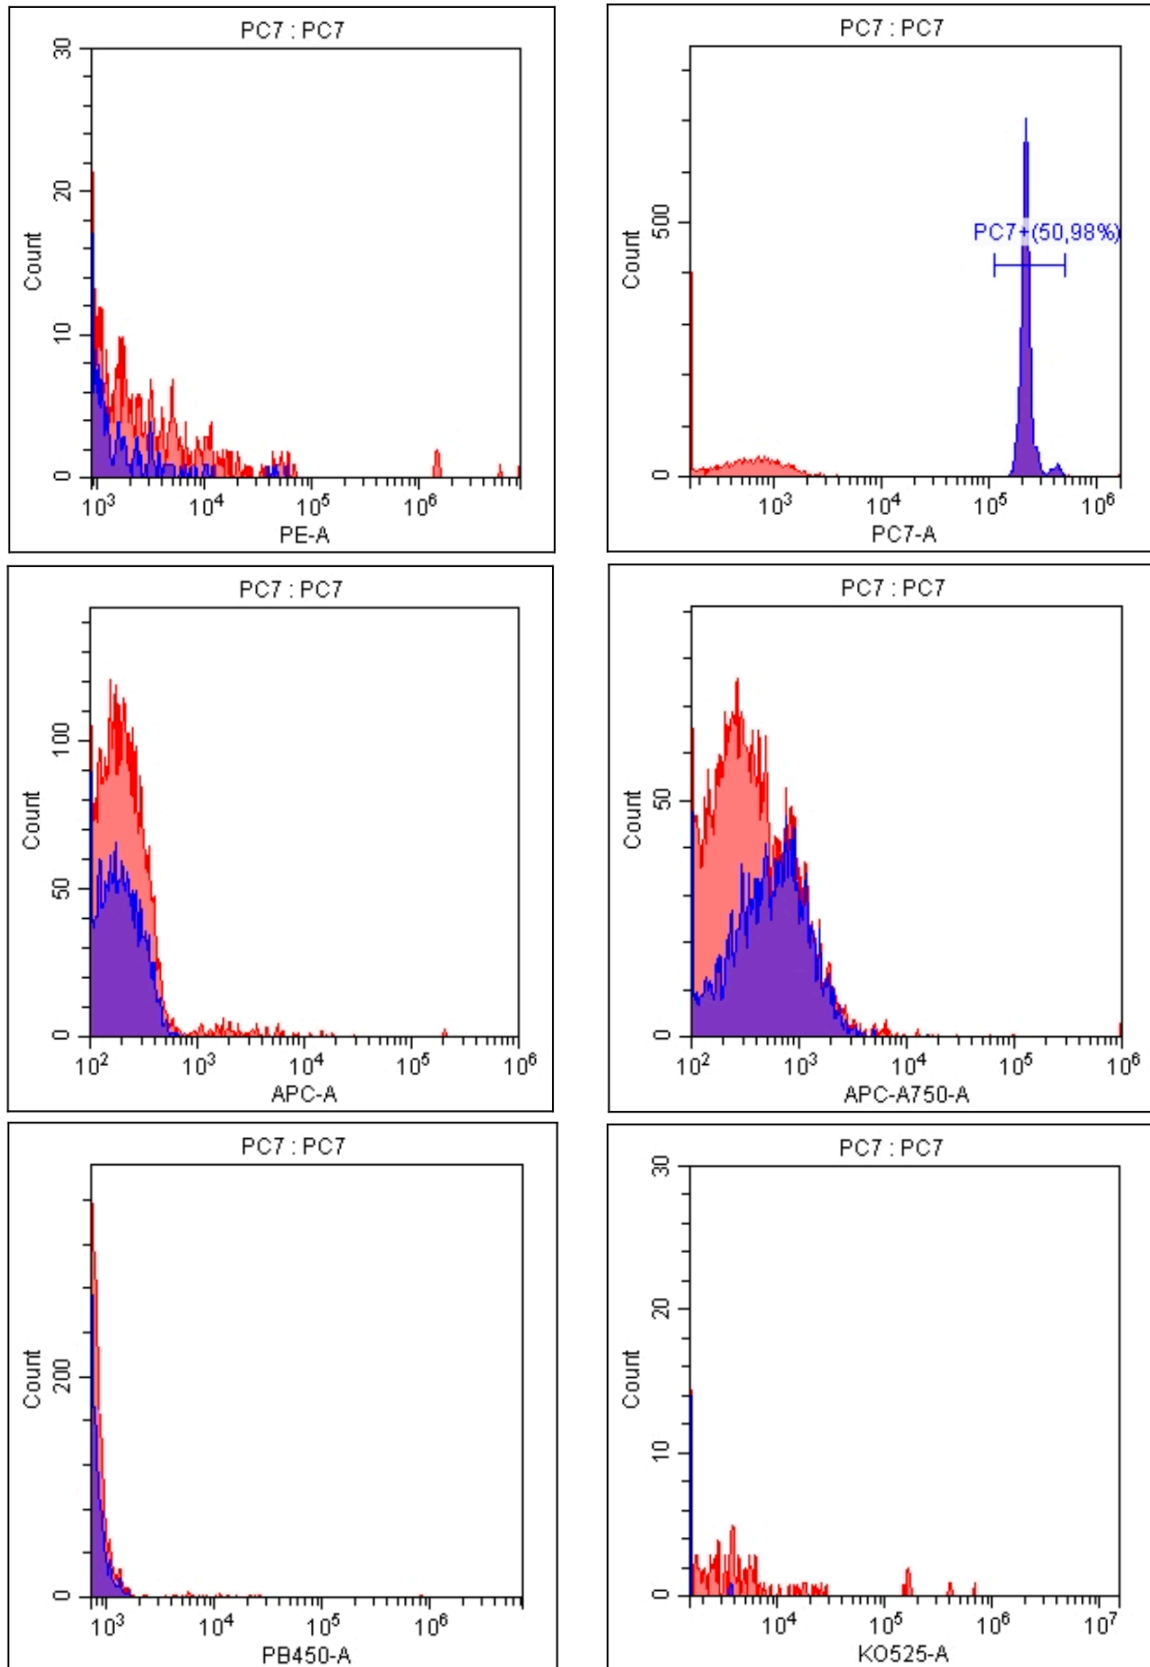 PC7 : PC7
30
20
10
0
Count
10³ 10⁴ 10⁵ 10⁶
PE-A
PC7 : PC7
500
0
Count
PC7+(50,98%)
10³ 10⁴ 10⁵ 10⁶
PC7-A
PC7 : PC7
100
50
0
Count
10² 10³ 10⁴ 10⁵ 10⁶
APC-A
PC7 : PC7
50
0
Count
10² 10³ 10⁴ 10⁵ 10⁶
APC-A750-A
PC7 : PC7
200
0
Count
10³ 10⁴ 10⁵ 10⁶
PB450-A
PC7 : PC7
30
20
10
0
Count
10⁴ 10⁵ 10⁶ 10⁷
KO525-A